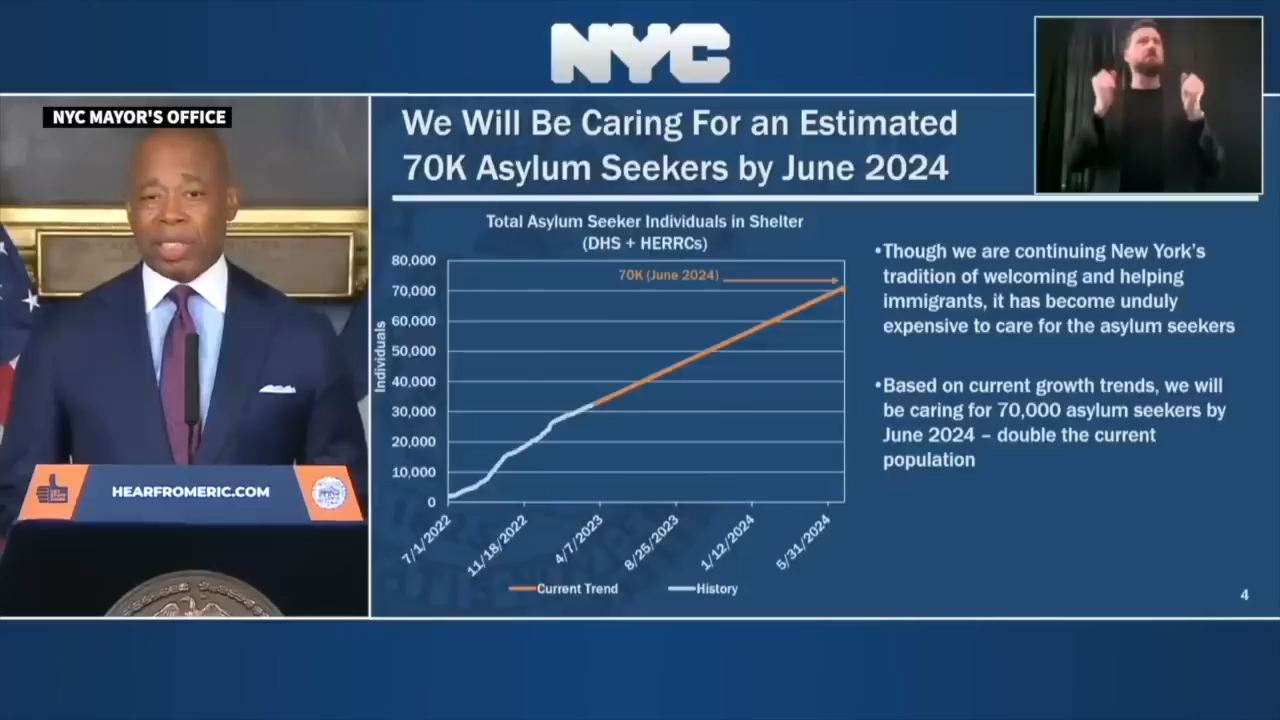 NYC
NYC MAYOR'S OFFICE
HEARFROMERIC.COM
We Will Be Caring For an Estimated
70K Asylum Seekers by June 2024
Total Asylum Seeker Individuals in Shelter
(DHS + HERRCs)
Individuals
80,000
70,000
60,000
50,000
40,000
30,000
20,000
10,000
0
70K (June 2024)
7/1/2022
11/18/2022
4/7/2023
8/25/2023
1/12/2024
5/31/2024
Current Trend
History
•Though we are continuing New York's
tradition of welcoming and helping
immigrants, it has become unduly
expensive to care for the asylum seekers
•Based on current growth trends, we will
be caring for 70,000 asylum seekers by
June 2024 – double the current
population
4